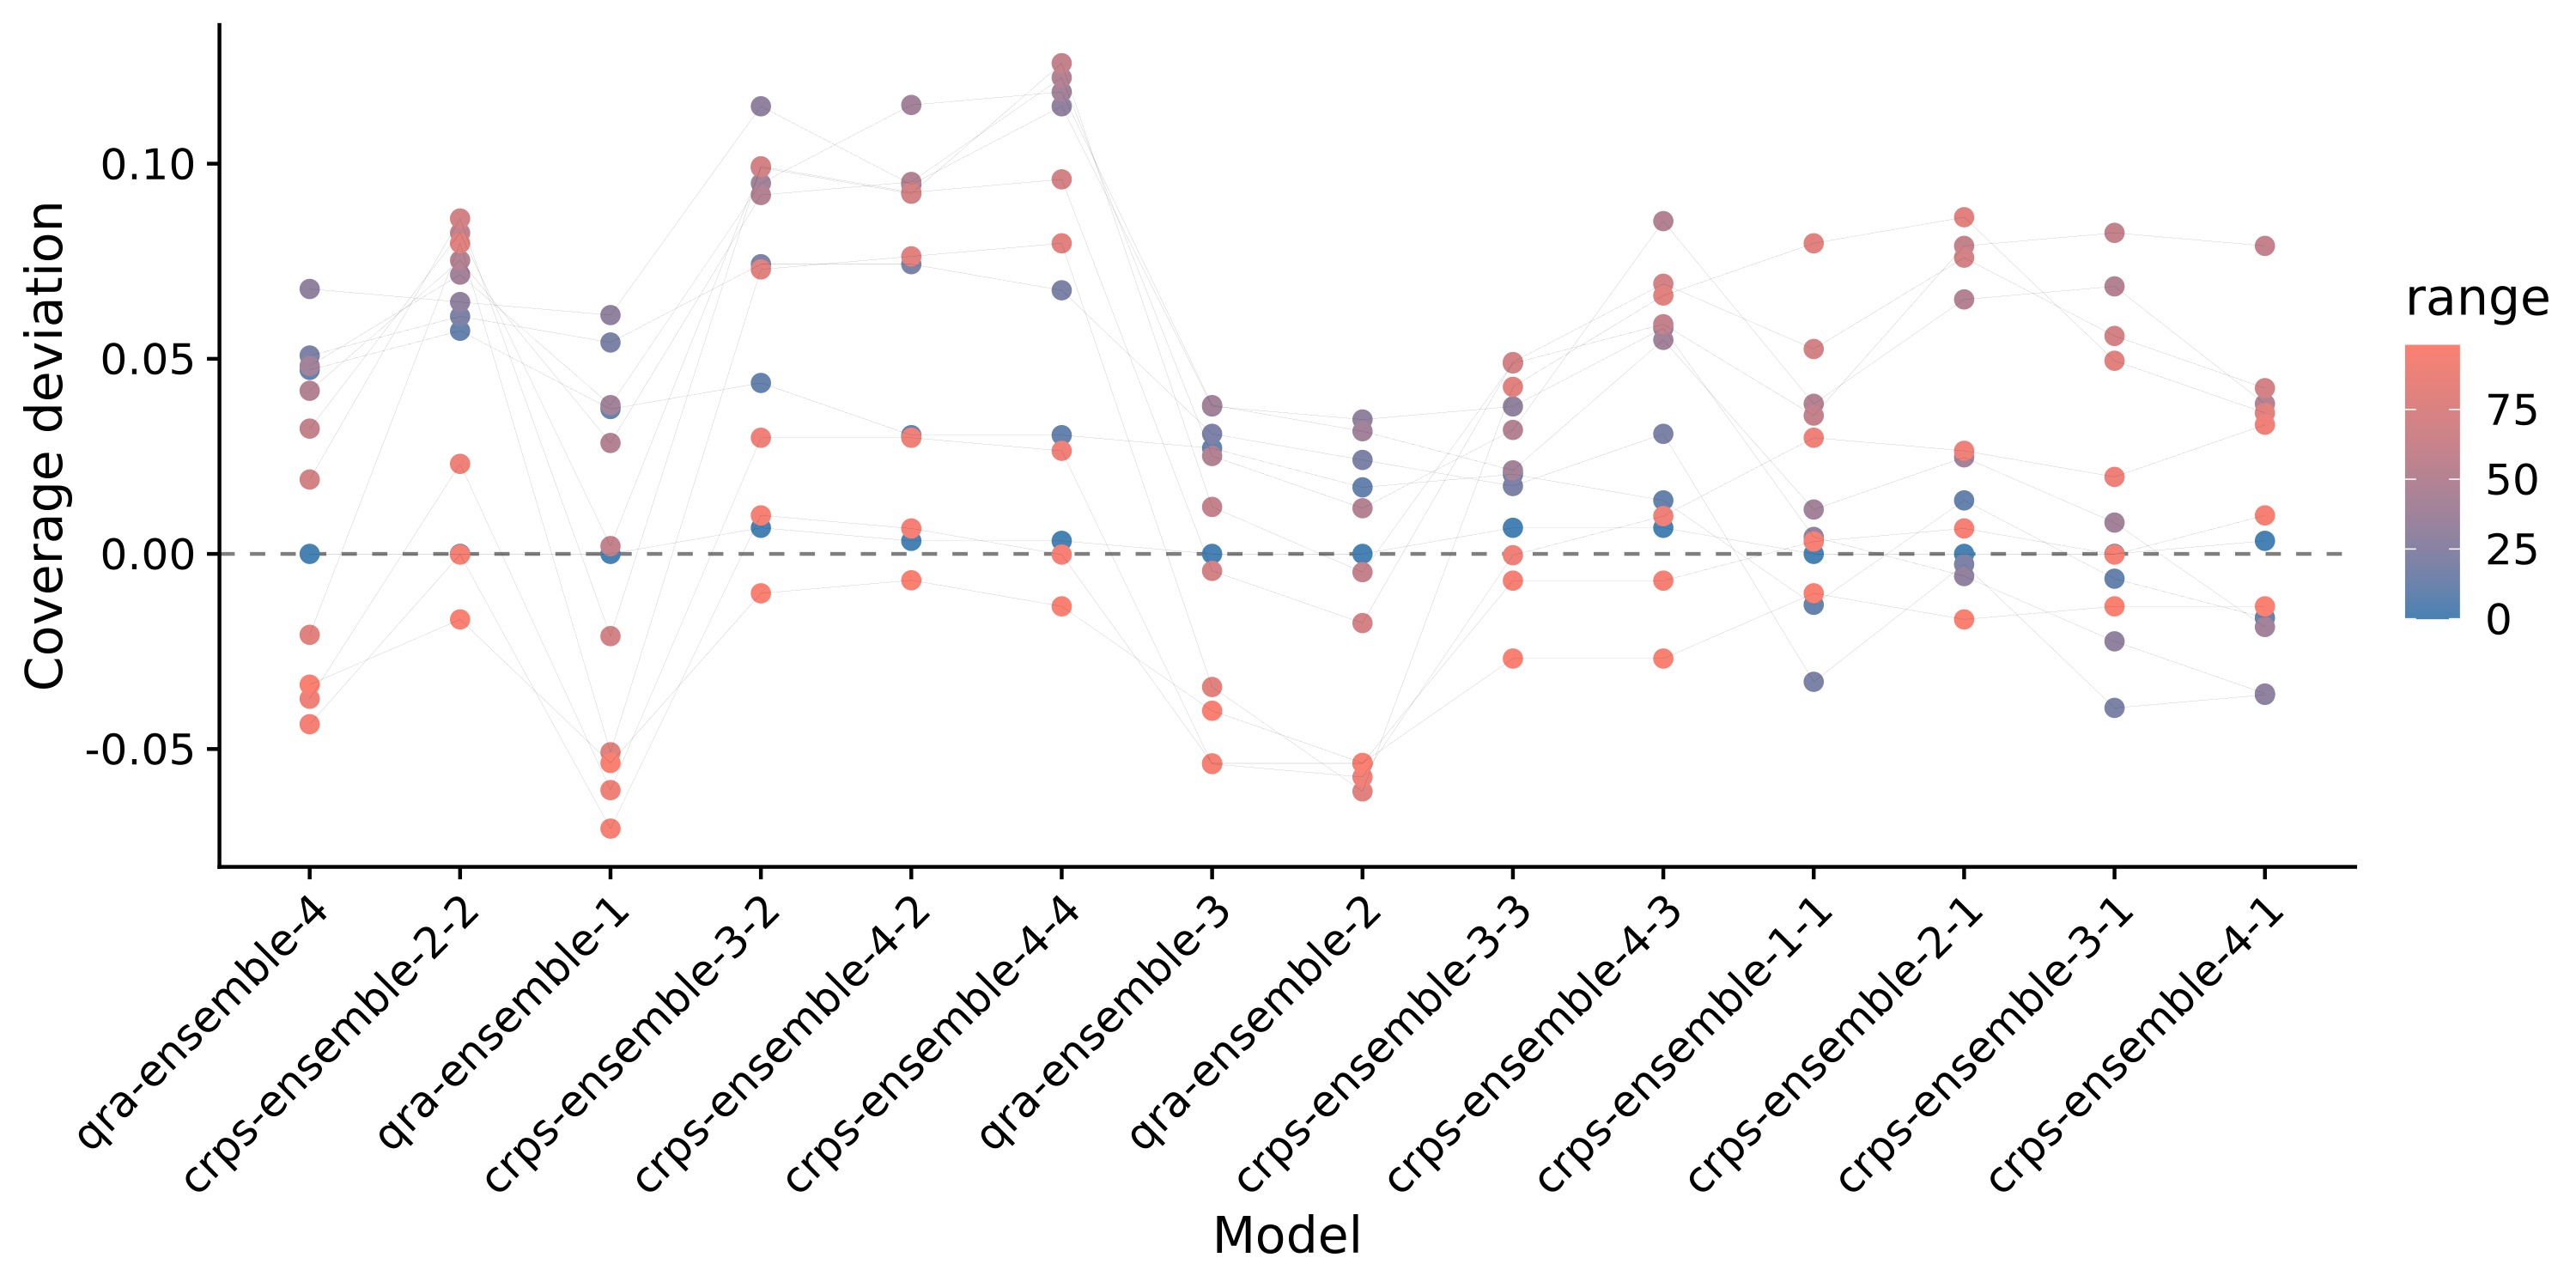 Coverage deviation
0.10
0.05
0.00
-0.05
qra-ensemble-4
crps-ensemble-2-2
qra-ensemble-1
crps-ensemble-3-2
crps-ensemble-4-2
crps-ensemble-4-4
qra-ensemble-3
qra-ensemble-2
crps-ensemble-3-3
crps-ensemble-4-3
crps-ensemble-1-1
crps-ensemble-2-1
crps-ensemble-3-1
crps-ensemble-4-1
Model
range
75
50
25
0